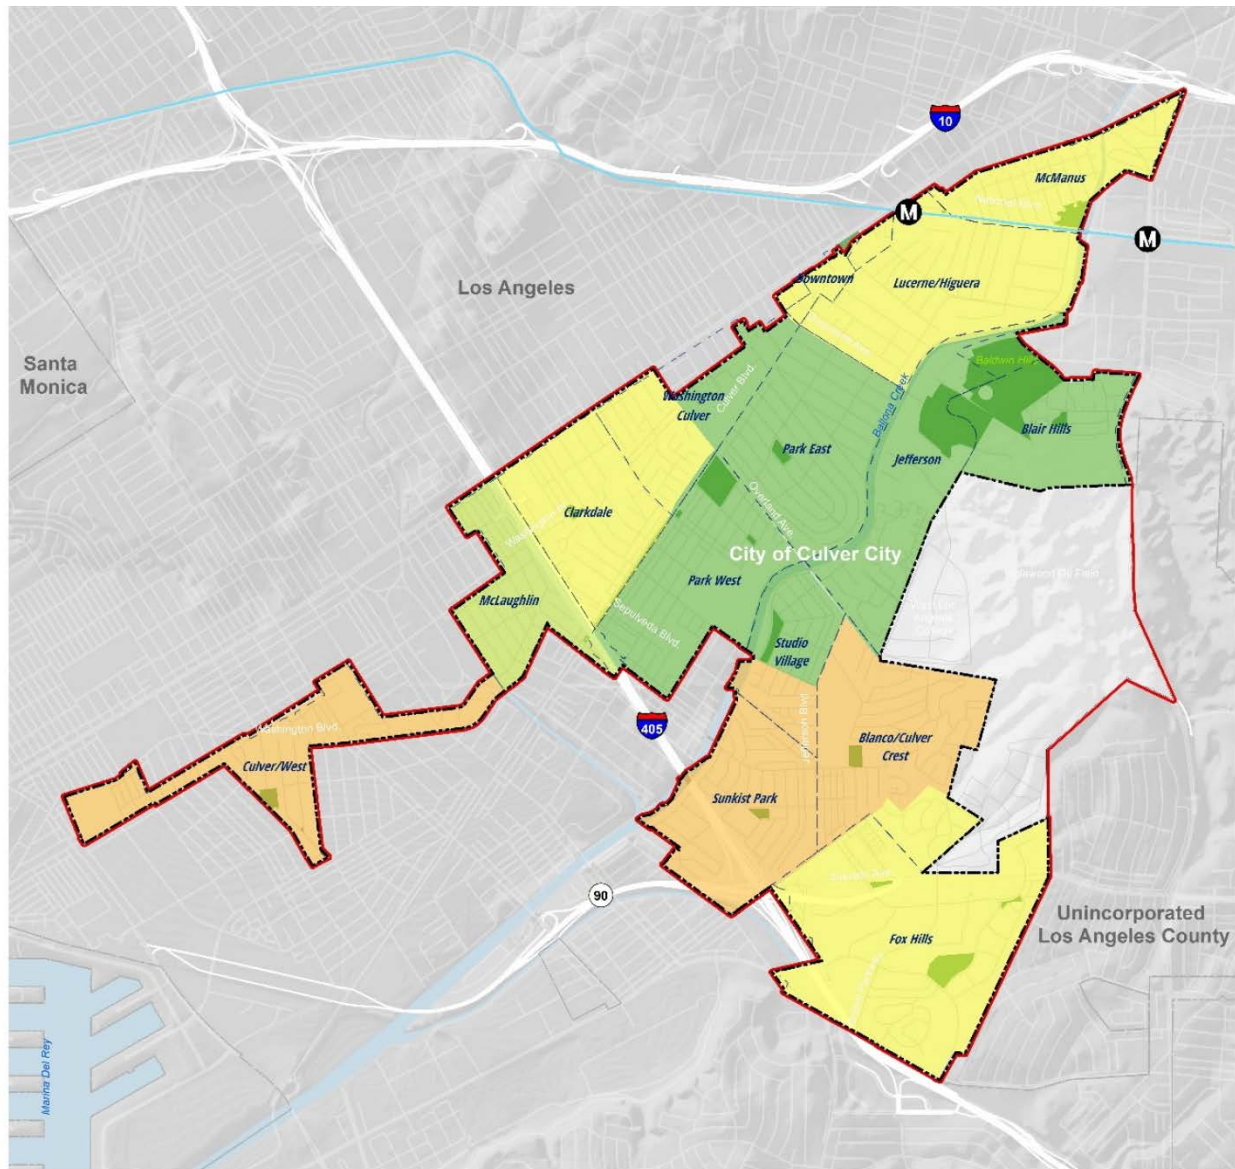 10
McManus
M
M
Los Angeles
Downtown
Lucerne/Higuera
Santa
Monica
Baldwin Hills
Culver Blvd.
Washington
Culver
Ballona Creek
Park East
Blair Hills
Jefferson
Overland Ave.
Clarkdale
City of Culver City
Park West
McLaughlin
Sepulveda Blvd.
Studio
Village
Washington Blvd.
405
Jefferson Blvd.
Blanco/Culver
Crest
Culver/West
Sunkist Park
90
Unincorporated
Los Angeles County
Fox Hills
Marina Del Rey